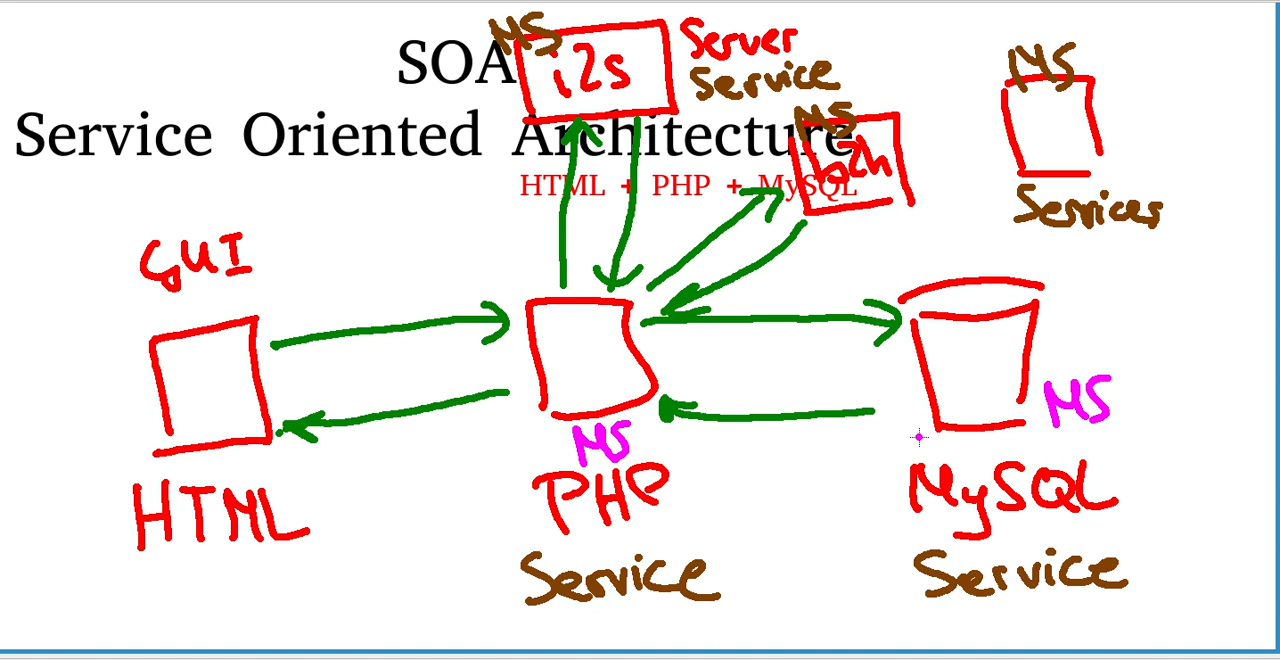 SOA
Service Oriented Architecture
HTML + PHP + MySQL
MS
i2s
Server
Service
MS
b2h
MS
Services
GUI
HTML
MS
PHP
Service
MS
MySQL
Service